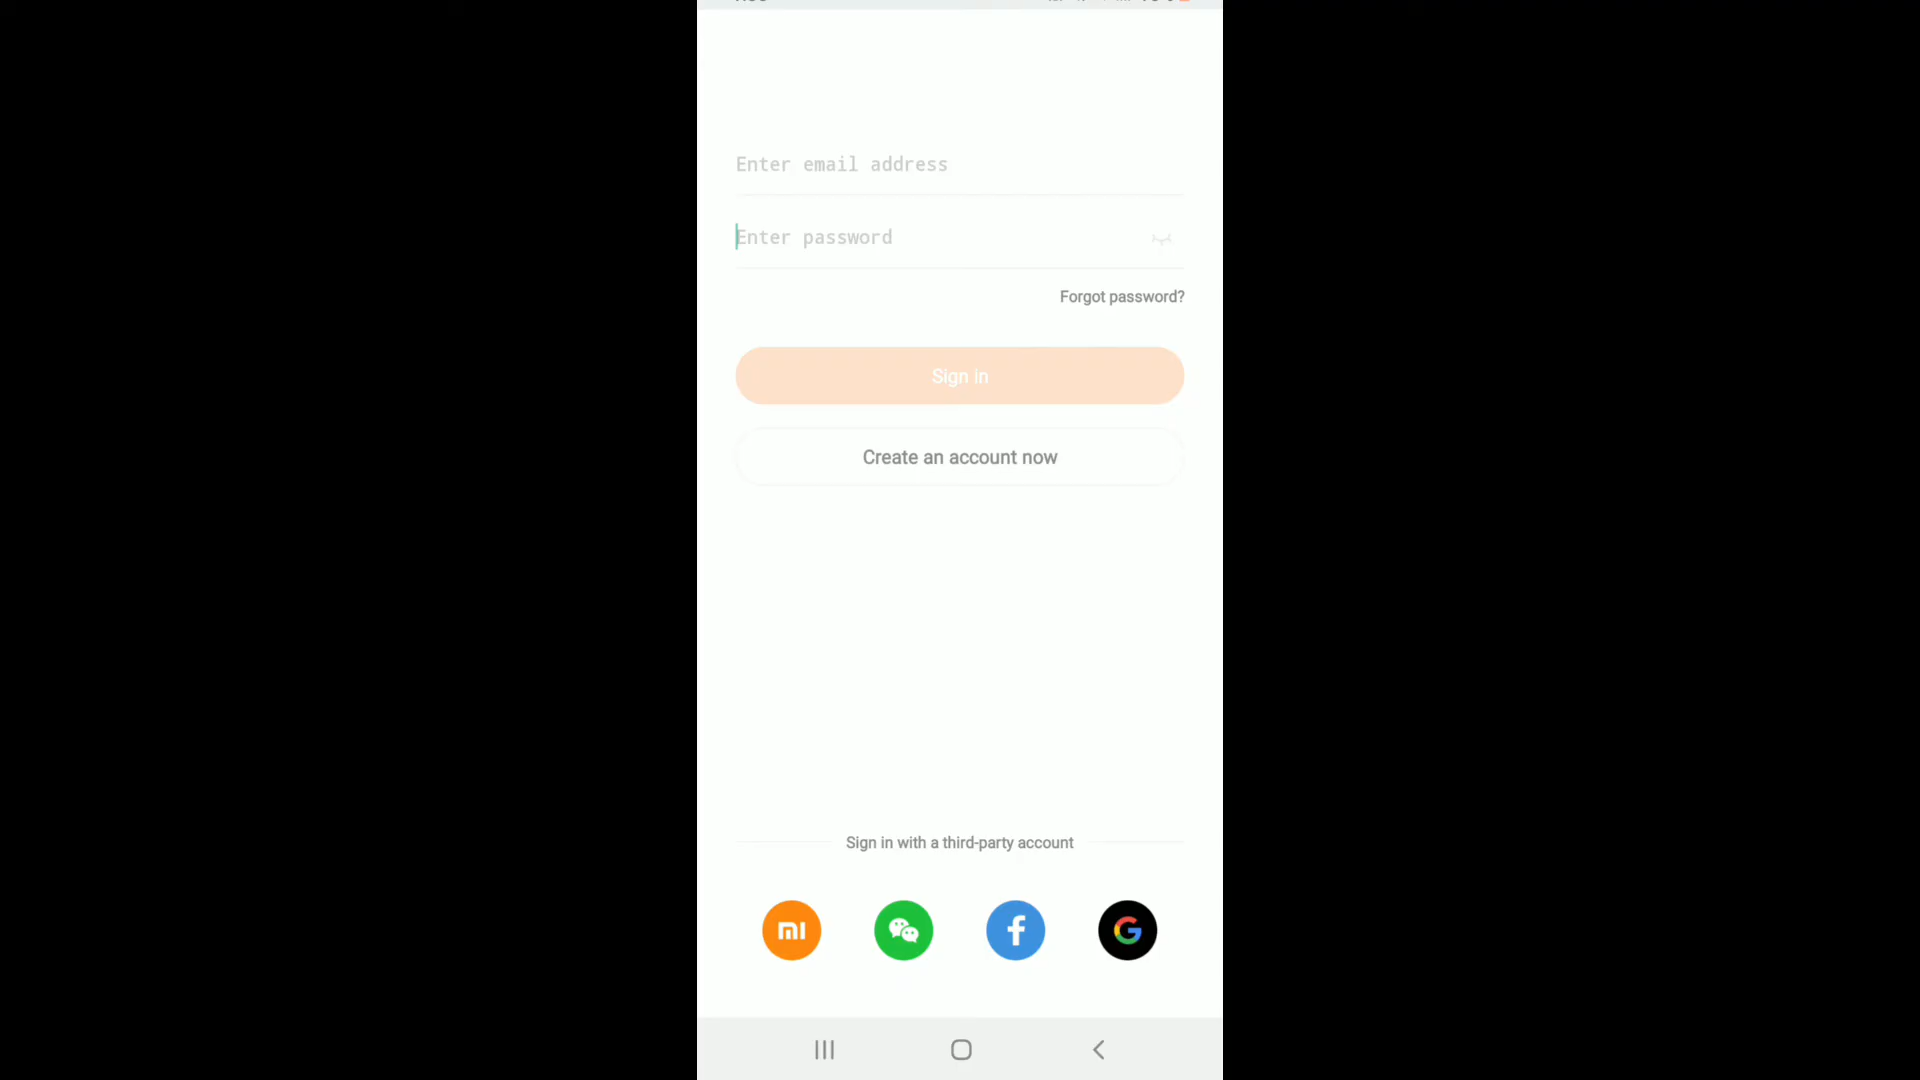 Enter email address
Enter password
Forgot password?
Sign in
Create an account now
Sign in with a third-party account
mi
f
G